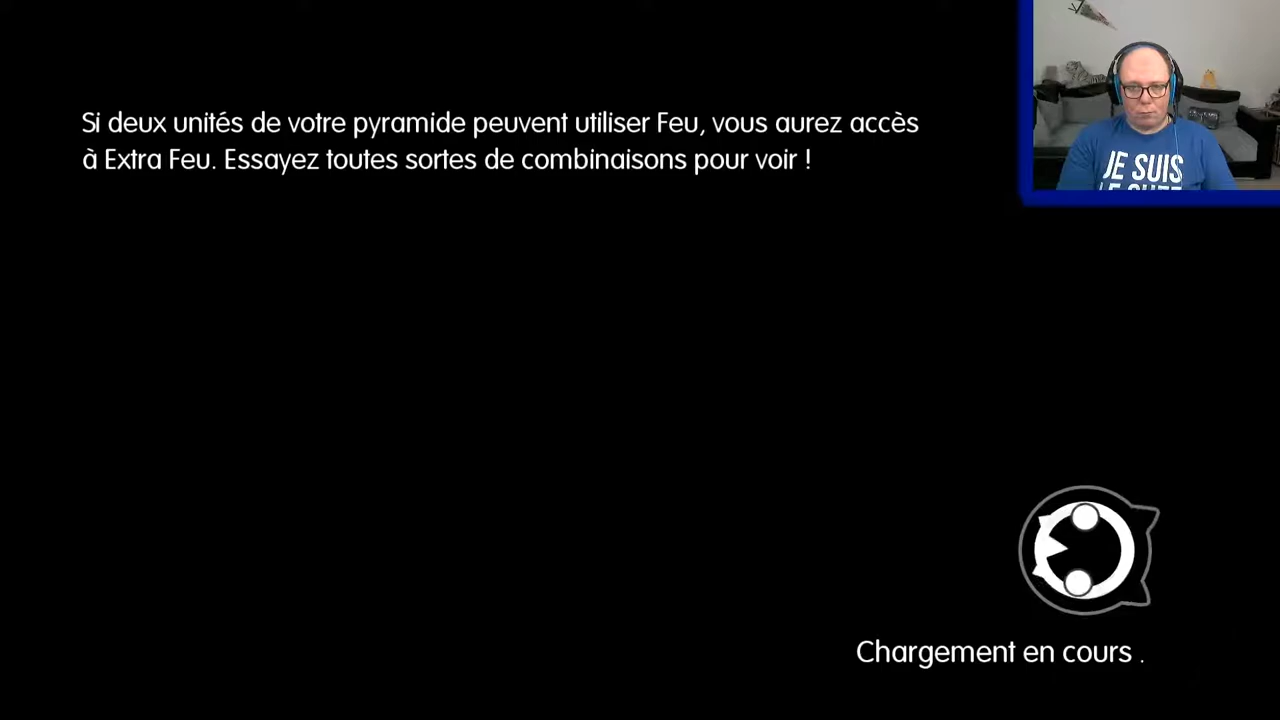 Si deux unités de votre pyramide peuvent utiliser Feu, vous aurez accès
à Extra Feu. Essayez toutes sortes de combinaisons pour voir !
JE SUIS
Chargement en cours .